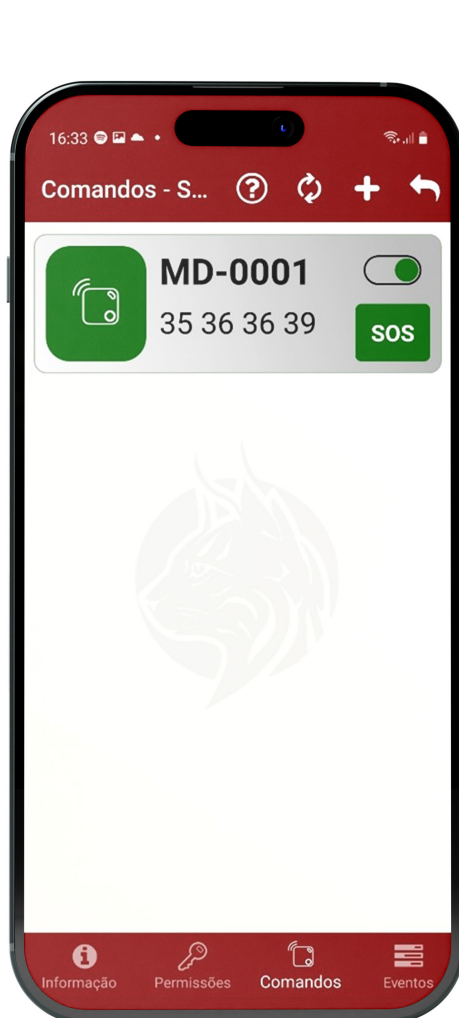 16:33
Comandos - S...
MD-0001
35 36 36 39
SOS
Informação
Permissões
Comandos
Eventos